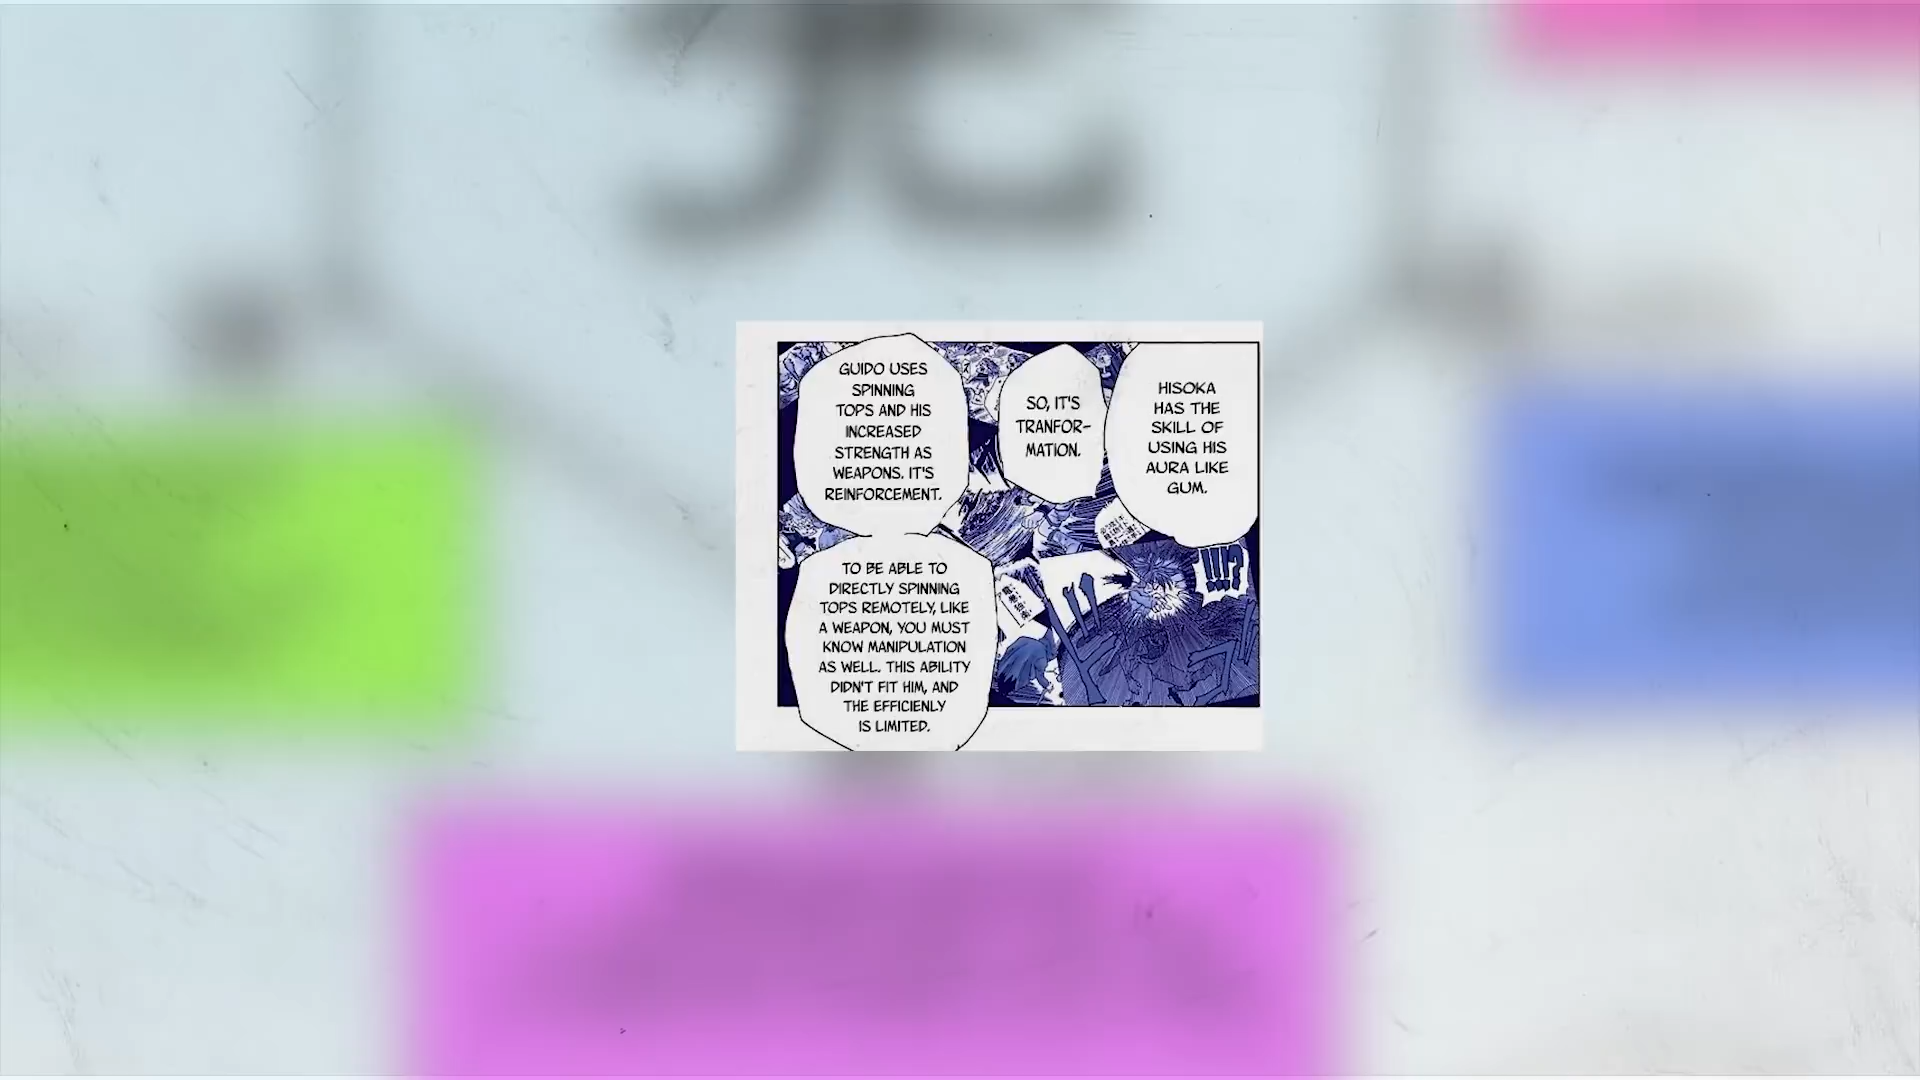 HISOKA
HAS THE
SKILL OF
USING HIS
AURA LIKE
GUM.
SO, IT'S
TRANFOR-
MATION.
GUIDO USES
SPINNING
TOPS AND HIS
INCREASED
STRENGTH AS
WEAPONS. IT'S
REINFORCEMENT.
TO BE ABLE TO
DIRECTLY SPINNING
TOPS REMOTELY, LIKE
A WEAPON, YOU MUST
KNOW MANIPULATION
AS WELL. THIS ABILITY
DIDN'T FIT HIM, AND
THE EFFICIENLY
IS LIMITED.
!!!?